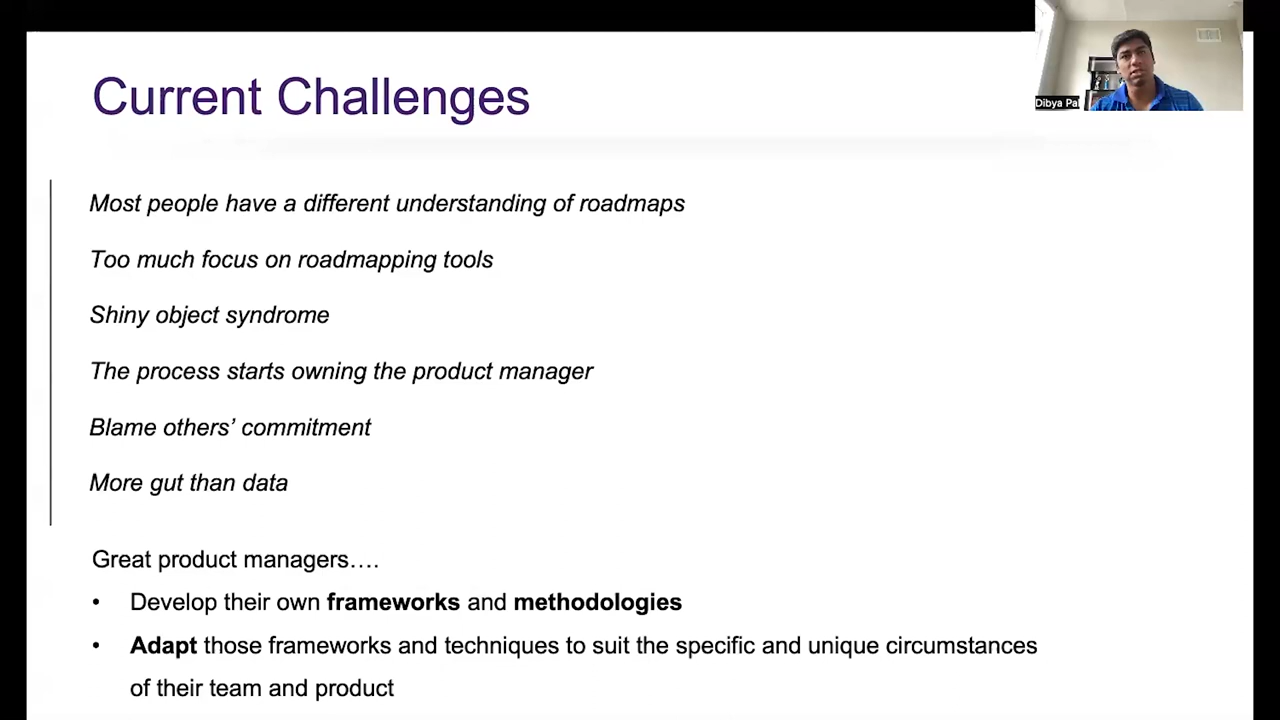 Current Challenges
Dibya Pa
Most people have a different understanding of roadmaps
Too much focus on roadmapping tools
Shiny object syndrome
The process starts owning the product manager
Blame others’ commitment
More gut than data
Great product managers….
• Develop their own frameworks and methodologies
• Adapt those frameworks and techniques to suit the specific and unique circumstances
of their team and product